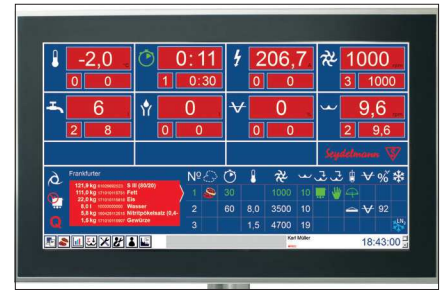 -2,0 0:11 206,7 1000
0 0 1 0:30 0 0 3 1000
6 0 0 9,6
2 8 0 0 0 0 2 9,6
Seydelmann
Frankfurter
Nº
121,9 kg S III (80/20)
111,0 kg Fett
22,0 kg Eis
8,0 l Wasser
5,3 kg Nitritpökelsalz (0,4-
1,5 kg Gewürze
1 30 1000 10
2 60 8,0 3500 10 92
3 1,5 4700 19 LN₂
Karl Müller
18:43:00